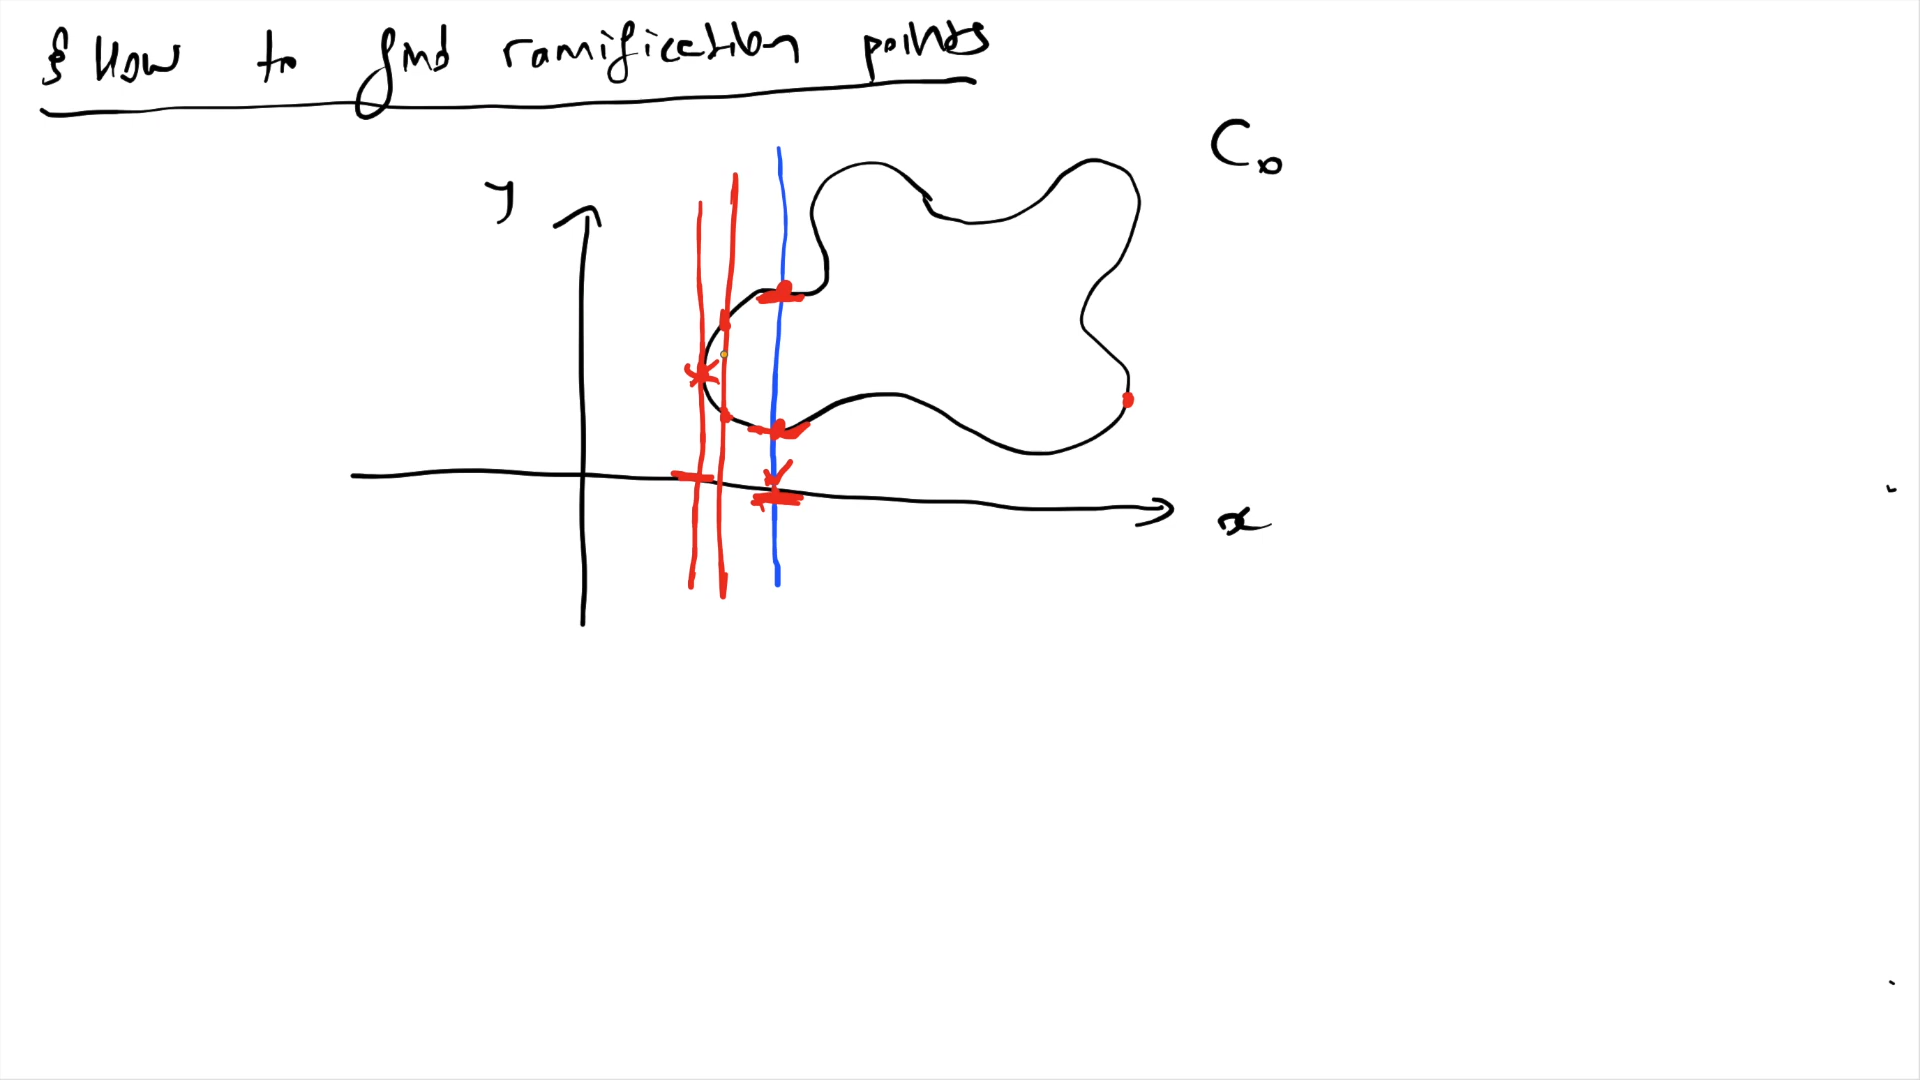 § How to find ramification points
C₀
y
x